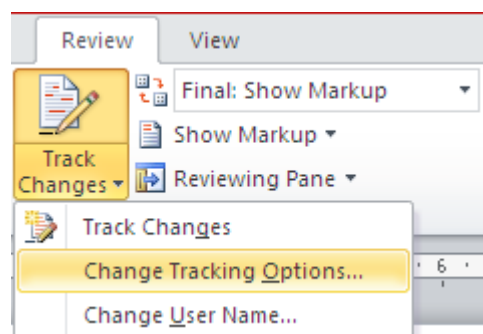 Review View
Final: Show Markup
Show Markup
Track Changes
Reviewing Pane
Track Changes
Change Tracking Options...
6
Change User Name...